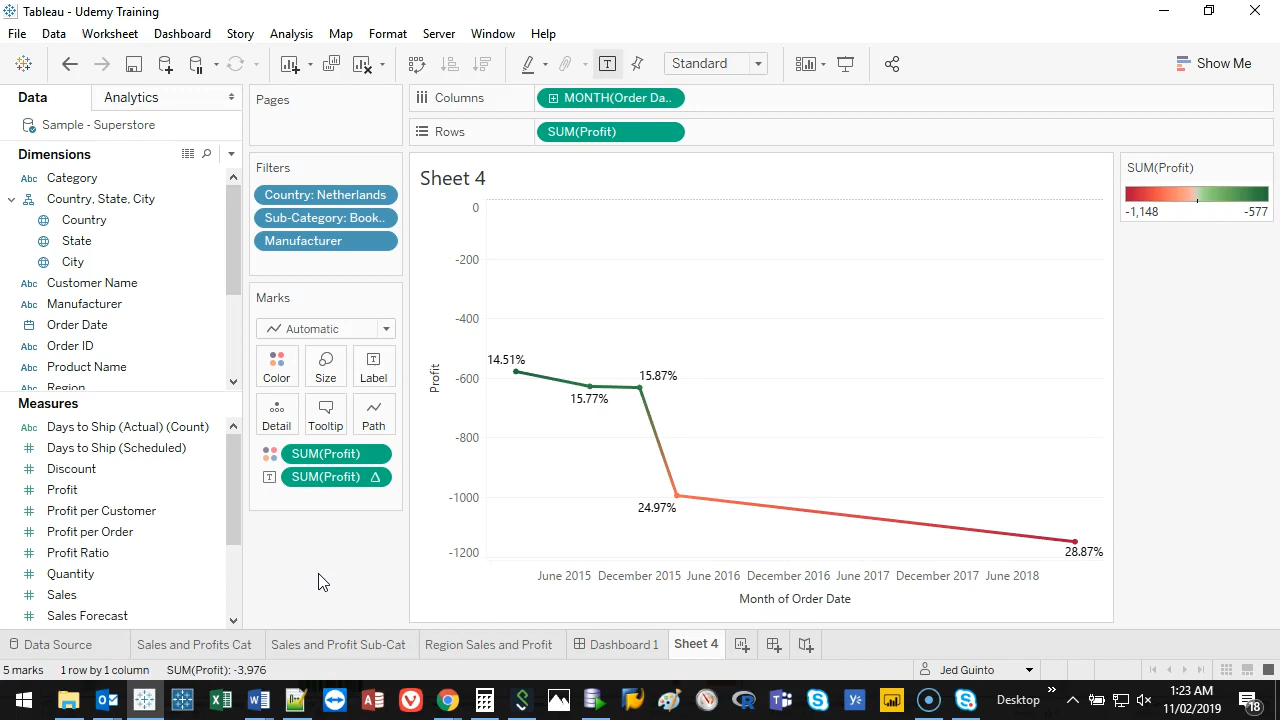 Tableau - Udemy Training
File Data Worksheet Dashboard Story Analysis Map Format Server Window Help
Standard
Show Me
Data Analytics
Sample - Superstore
Dimensions
Abc Category
Country, State, City
Country
State
City
Abc Customer Name
Abc Manufacturer
Order Date
Abc Order ID
Abc Product Name
Abc Region
Measures
Abc Days to Ship (Actual) (Count)
# Days to Ship (Scheduled)
# Discount
# Profit
# Profit per Customer
# Profit per Order
# Profit Ratio
# Quantity
# Sales
# Sales Forecast
Pages
Filters
Country: Netherlands
Sub-Category: Book..
Manufacturer
Marks
Automatic
Color Size Label
Detail Tooltip Path
SUM(Profit)
SUM(Profit) Δ
Columns MONTH(Order Da..
Rows SUM(Profit)
Sheet 4
0
-200
-400
-600
-800
-1000
-1200
Profit
14.51%
15.77%
15.87%
24.97%
28.87%
June 2015 December 2015 June 2016 December 2016 June 2017 December 2017 June 2018
Month of Order Date
SUM(Profit)
-1,148 -577
Data Source Sales and Profits Cat Sales and Profit Sub-Cat Region Sales and Profit Dashboard 1 Sheet 4
5 marks 1 row by 1 column SUM(Profit): -3,976 Jed Guinto
Desktop
1:23 AM
11/02/2019
18